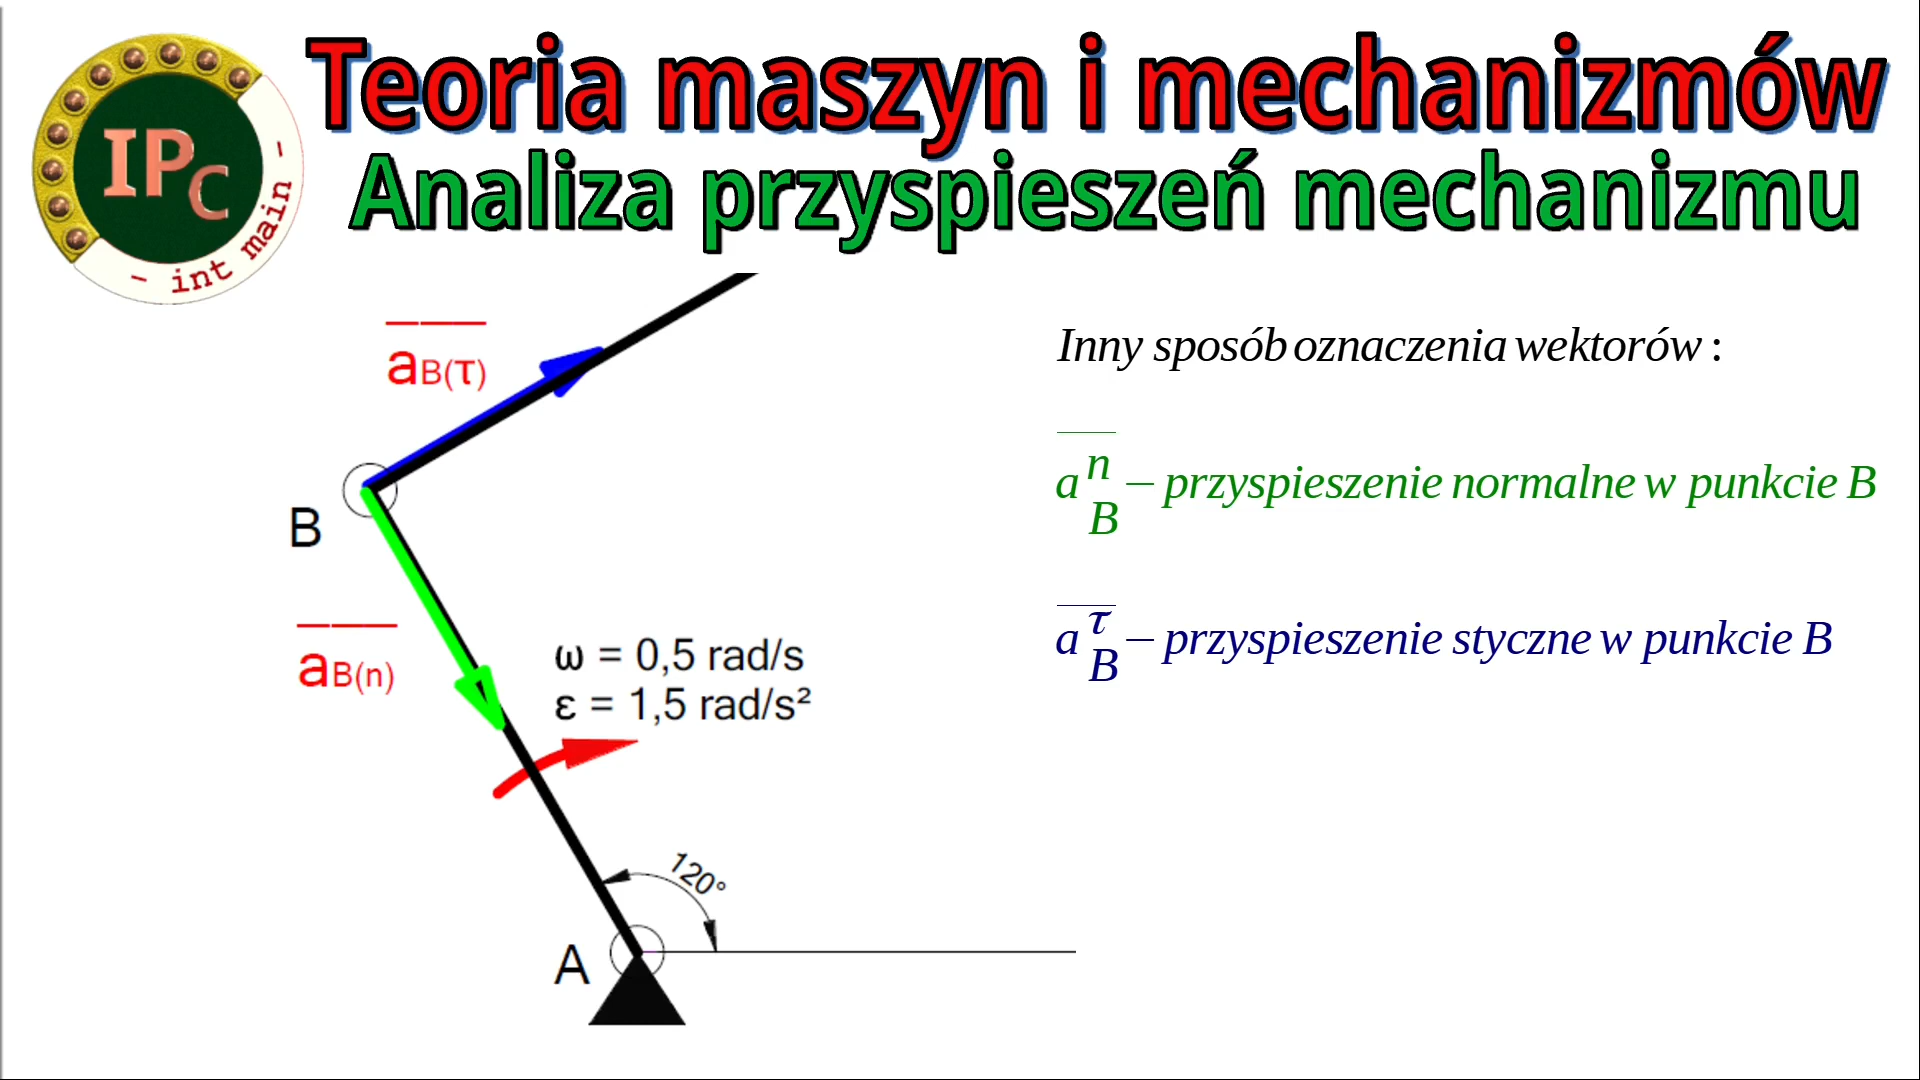 Teoria maszyn i mechanizmów
Analiza przyspieszeń mechanizmu
IPC
- int main -
aB(τ)
B
aB(n)
ω = 0,5 rad/s
ε = 1,5 rad/s²
120°
A
Inny sposób oznaczenia wektorów :
a n B – przyspieszenie normalne w punkcie B
a τ B – przyspieszenie styczne w punkcie B